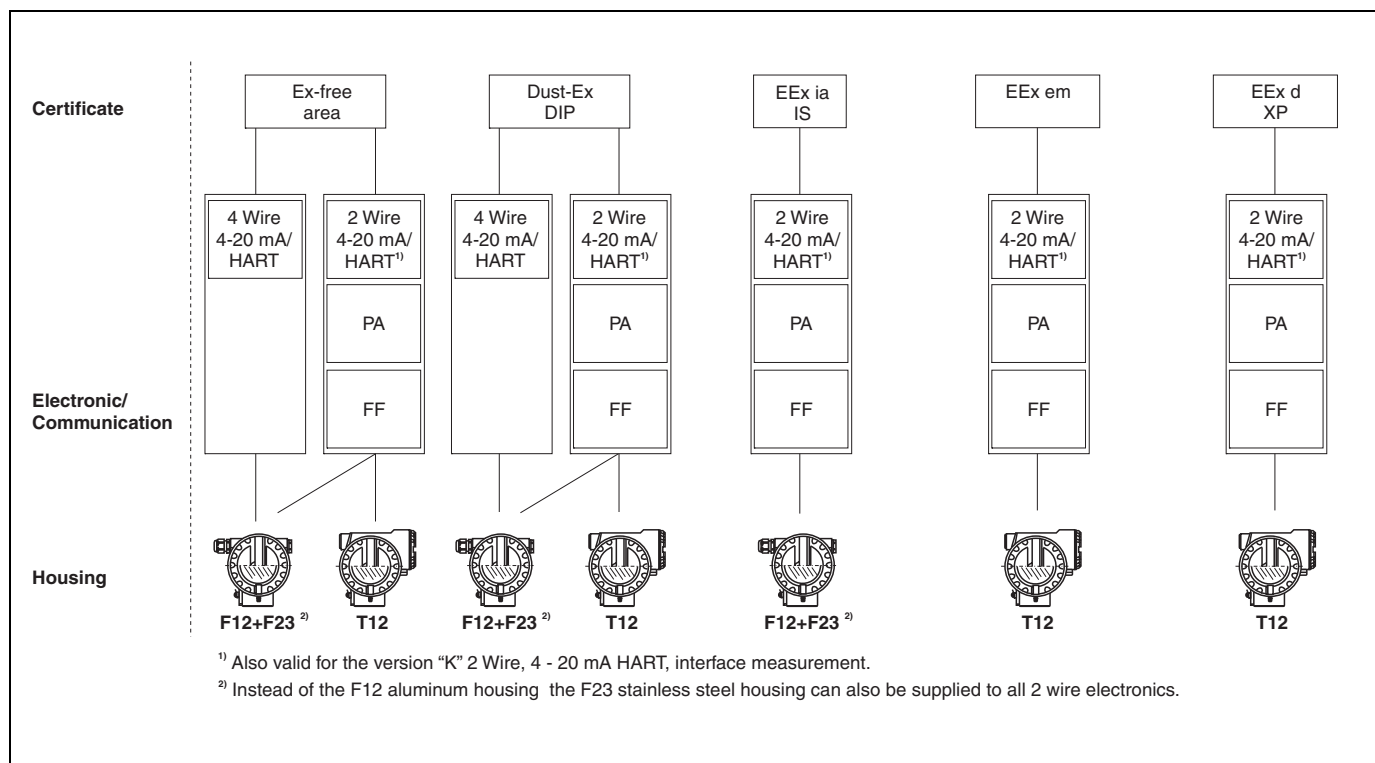 Certificate
Ex-free
area
Dust-Ex
DIP
EEx ia
IS
EEx em
EEx d
XP
4 Wire
4-20 mA/
HART
2 Wire
4-20 mA/
HART¹⁾
4 Wire
4-20 mA/
HART
2 Wire
4-20 mA/
HART¹⁾
2 Wire
4-20 mA/
HART¹⁾
2 Wire
4-20 mA/
HART¹⁾
2 Wire
4-20 mA/
HART¹⁾
PA
PA
PA
PA
PA
Electronic/
Communication
FF
FF
FF
FF
FF
Housing
F12+F23 ²⁾
T12
F12+F23 ²⁾
T12
F12+F23 ²⁾
T12
T12
¹⁾ Also valid for the version “K” 2 Wire, 4 - 20 mA HART, interface measurement.
²⁾ Instead of the F12 aluminum housing the F23 stainless steel housing can also be supplied to all 2 wire electronics.